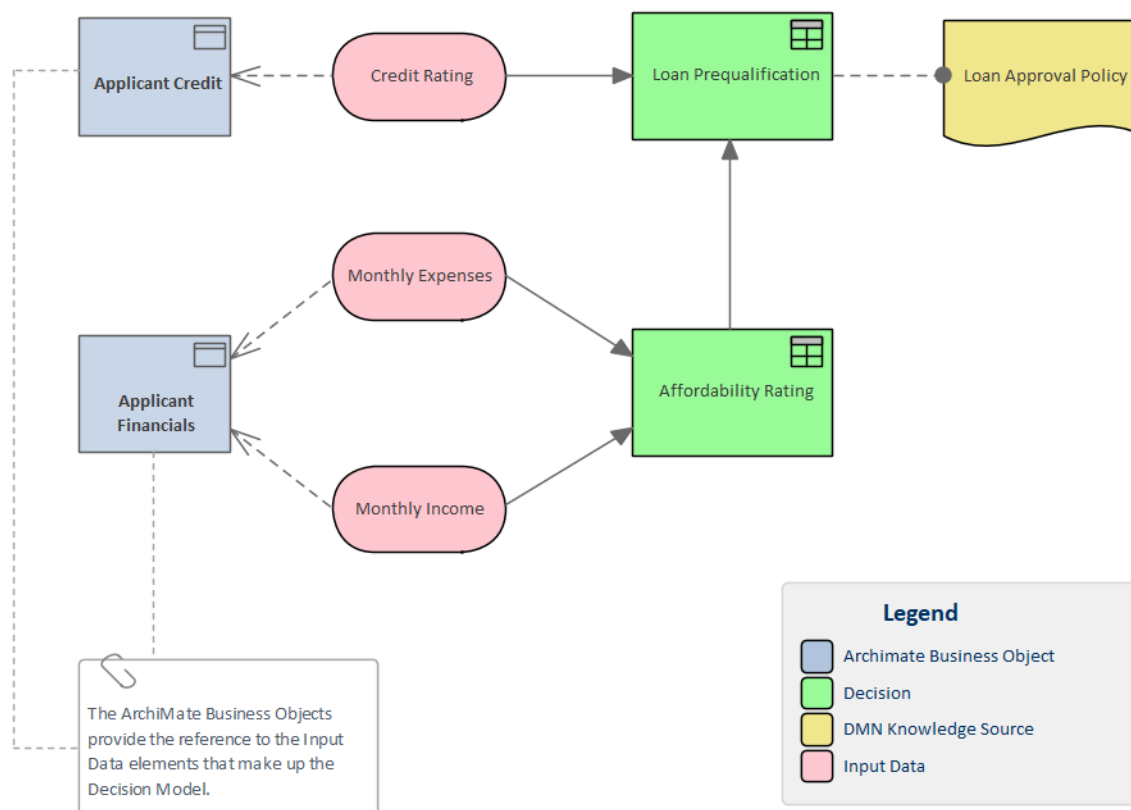 Applicant Credit
Credit Rating
Loan Prequalification
Loan Approval Policy
Monthly Expenses
Applicant
Financials
Affordability Rating
Monthly Income
The ArchiMate Business Objects
provide the reference to the Input
Data elements that make up the
Decision Model.
Legend
Archimate Business Object
Decision
DMN Knowledge Source
Input Data